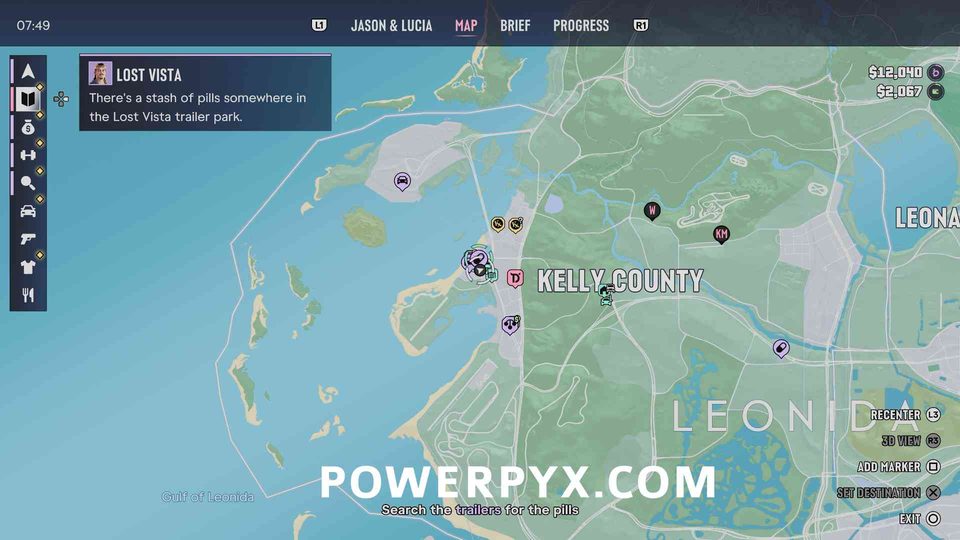 07:49
L1 JASON & LUCIA MAP BRIEF PROGRESS R1
LOST VISTA
There's a stash of pills somewhere in
the Lost Vista trailer park.
$12,040
$2,067
W
KM
LEONA
KELLY COUNTY
LEONIDA
RECENTER L3
3D VIEW R3
ADD MARKER
SET DESTINATION
EXIT
POWERPYX.COM
Gulf of Leonida
Search the trailers for the pills